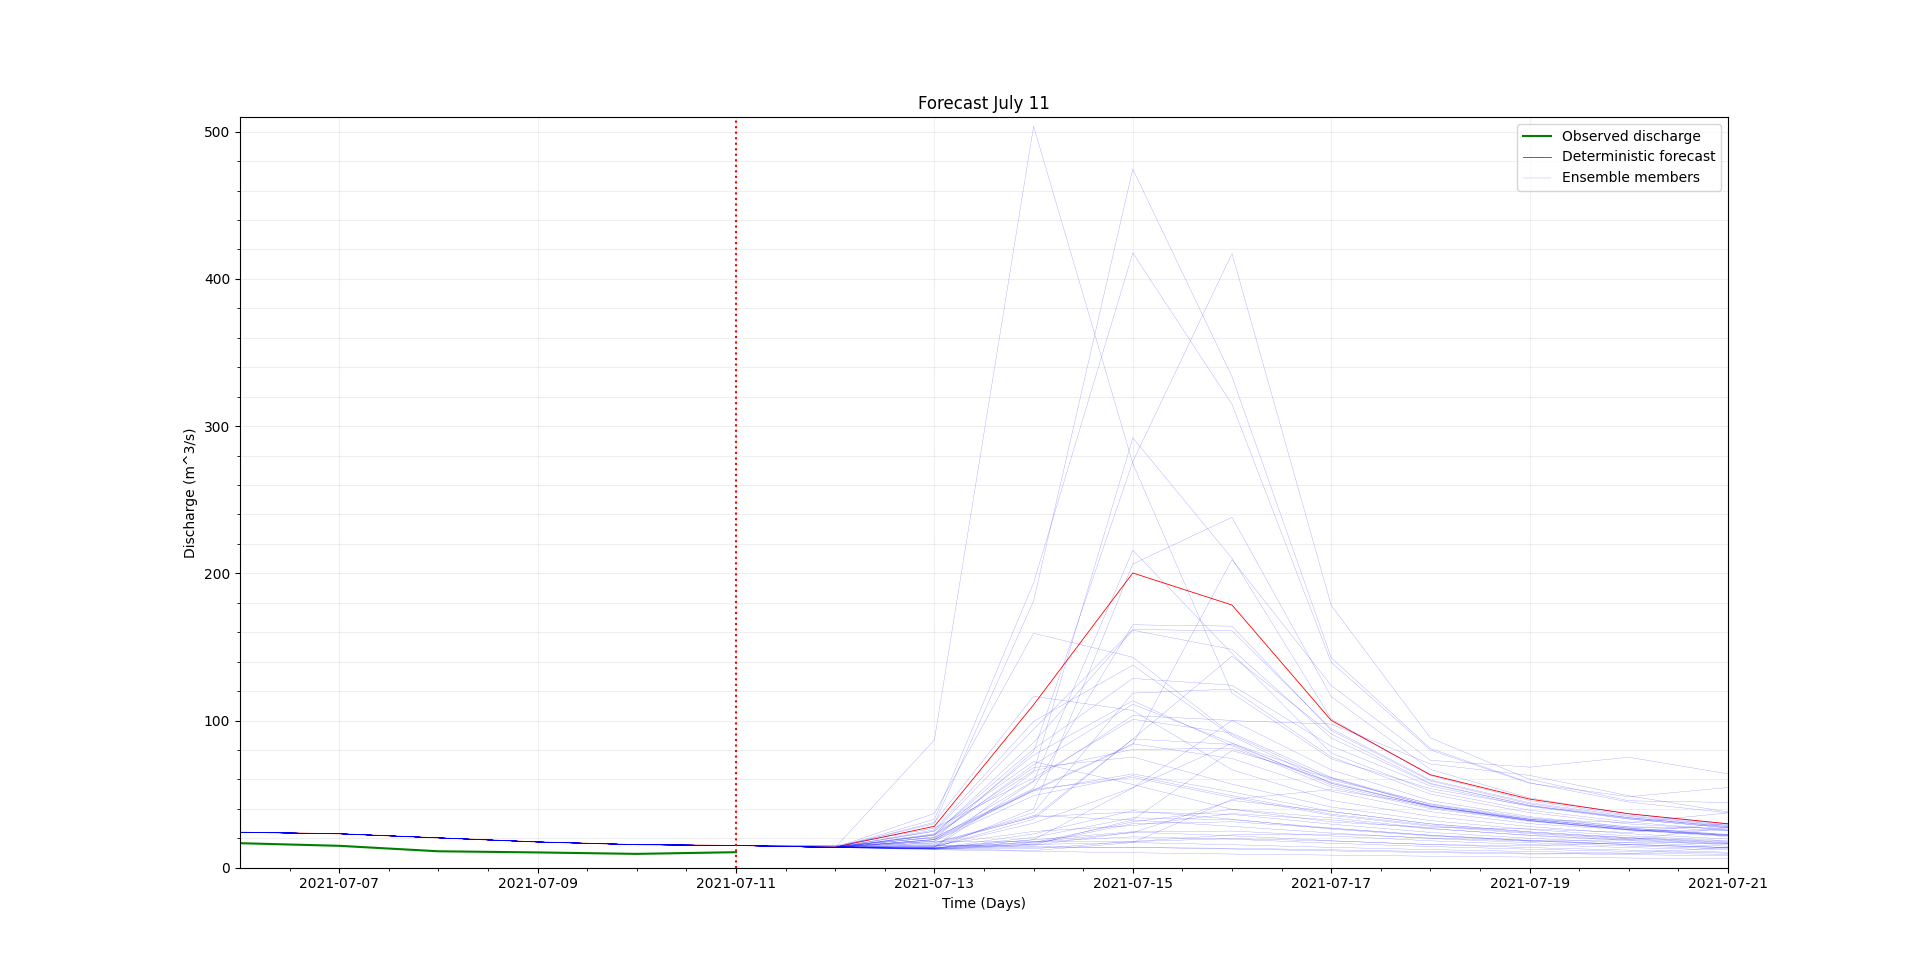 Forecast July 11
Observed discharge
Deterministic forecast
Ensemble members
Discharge (m^3/s)
500
400
300
200
100
0
2021-07-07 2021-07-09 2021-07-11 2021-07-13 2021-07-15 2021-07-17 2021-07-19 2021-07-21
Time (Days)